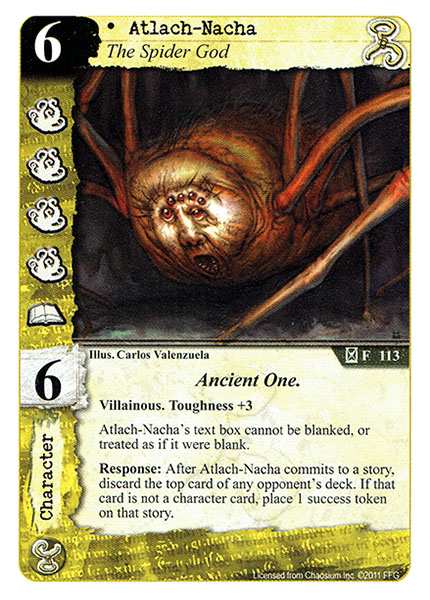 6
• Atlach-Nacha
The Spider God
Illus. Carlos Valenzuela
F 113
6
Character
Ancient One.
Villainous. Toughness +3
Atlach-Nacha's text box cannot be blanked, or
treated as if it were blank.
Response: After Atlach-Nacha commits to a story,
discard the top card of any opponent's deck. If that
card is not a character card, place 1 success token
on that story.
Licensed from Chaosium Inc. ©2011 FFG